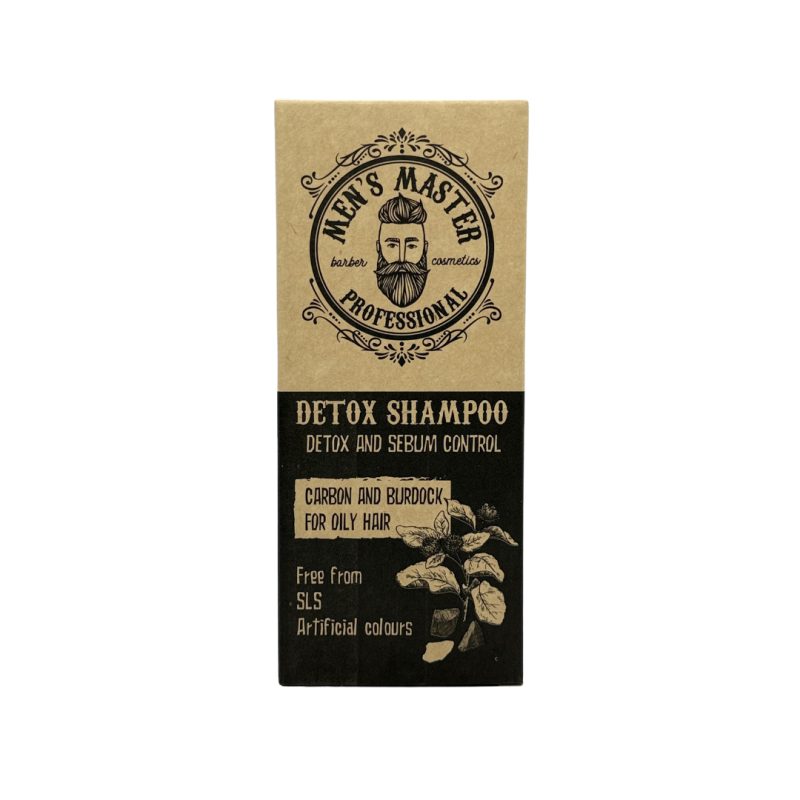 MEN'S MASTER
barber cosmetics
PROFESSIONAL
DETOX SHAMPOO
DETOX AND SEBUM CONTROL
CARBON AND BURDOCK
FOR OILY HAIR
Free from
SLS
Artificial colours